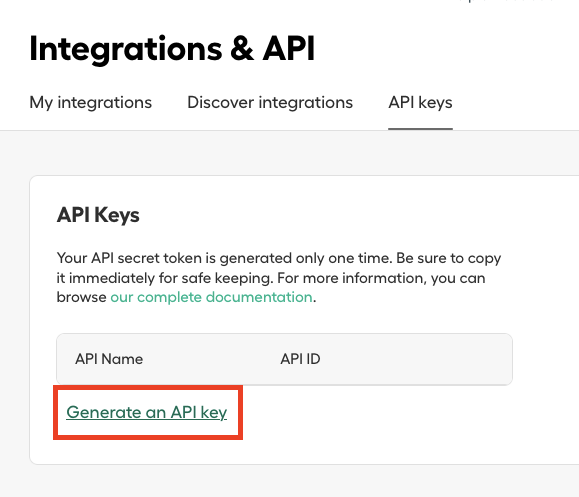 Integrations & API
My integrations
Discover integrations
API keys
API Keys
Your API secret token is generated only one time. Be sure to copy
it immediately for safe keeping. For more information, you can
browse our complete documentation.
API Name
API ID
Generate an API key